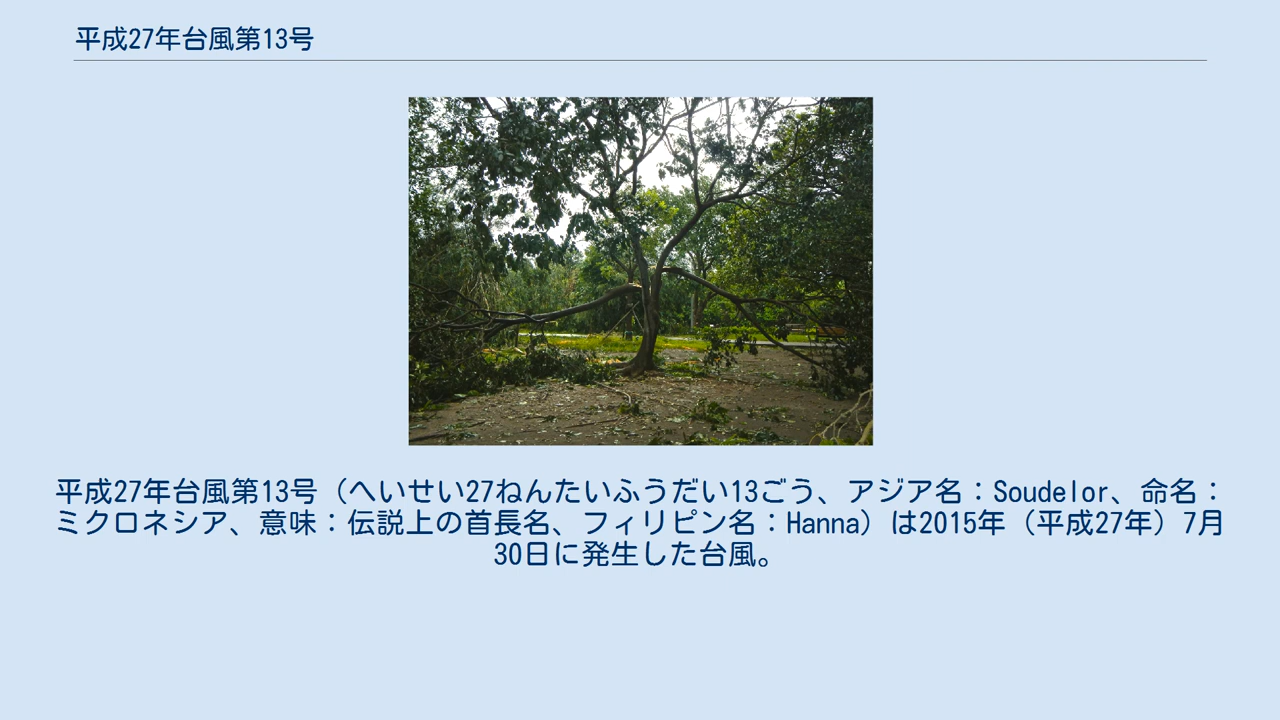 平成27年台風第13号
平成27年台風第13号（へいせい27ねんたいふうだい13ごう、アジア名：Soudelor、命名：
ミクロネシア、意味：伝説上の首長名、フィリピン名：Hanna）は2015年（平成27年）7月
30日に発生した台風。